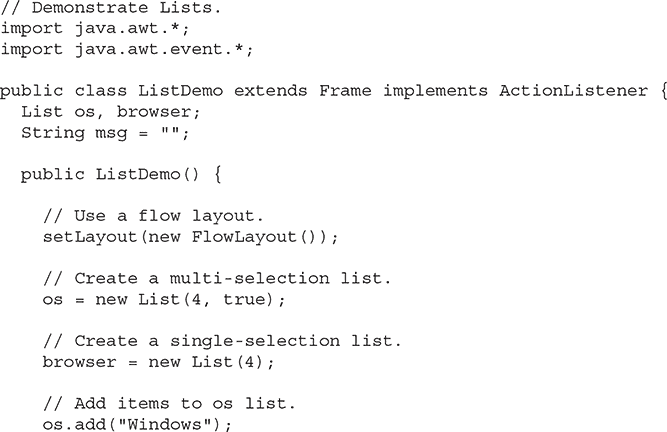 // Demonstrate Lists.
import java.awt.*;
import java.awt.event.*;

public class ListDemo extends Frame implements ActionListener {
  List os, browser;
  String msg = "";

  public ListDemo() {

    // Use a flow layout.
    setLayout(new FlowLayout());

    // Create a multi-selection list.
    os = new List(4, true);

    // Create a single-selection list.
    browser = new List(4);

    // Add items to os list.
    os.add("Windows");